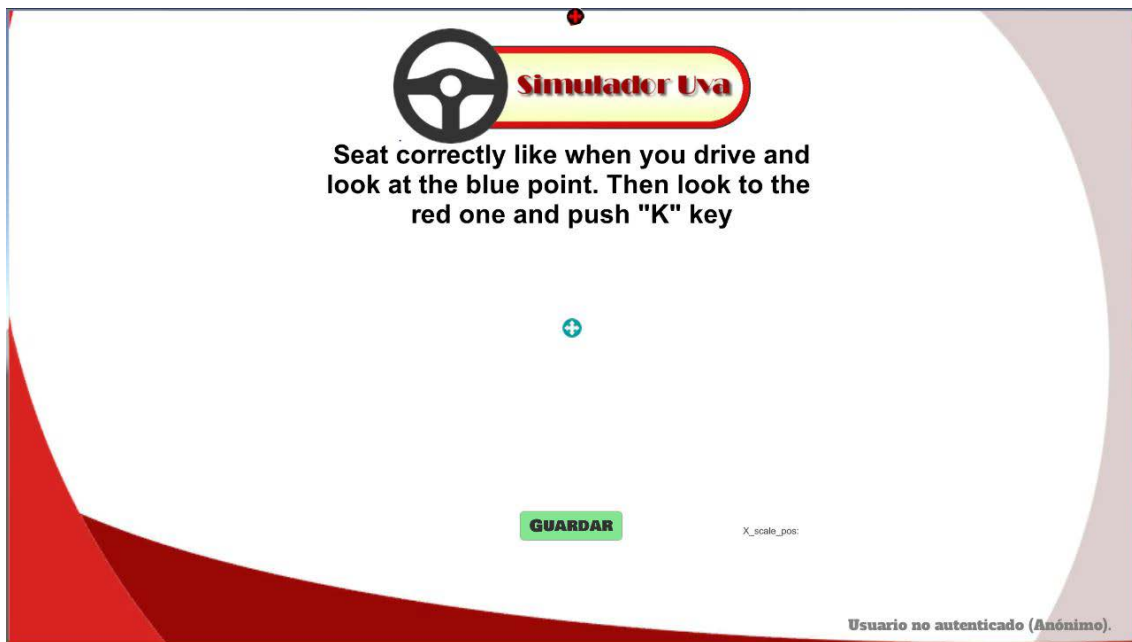 Simulador Uva
Seat correctly like when you drive and
look at the blue point. Then look to the
red one and push "K" key
GUARDAR
X_scale_pos:
Usuario no autenticado (Anónimo).